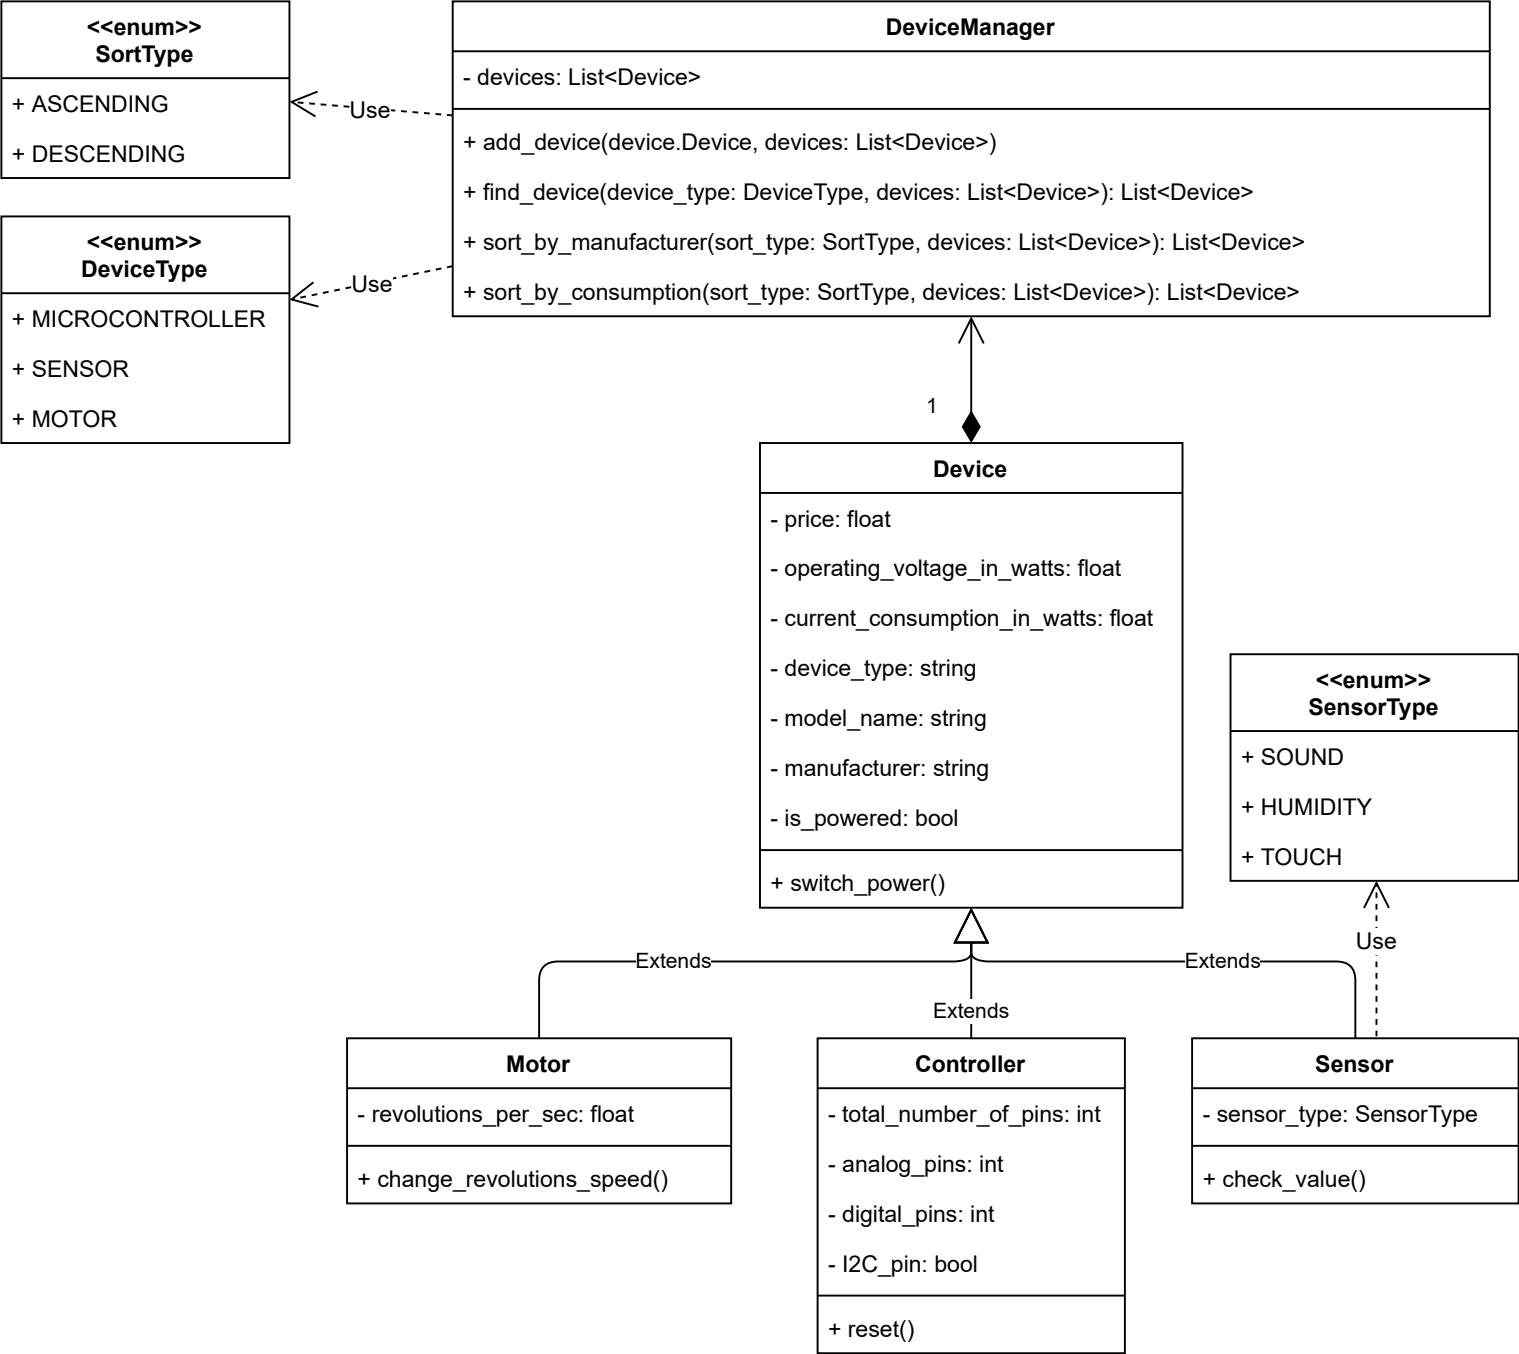 <<enum>>
SortType
+ ASCENDING
+ DESCENDING
<<enum>>
DeviceType
+ MICROCONTROLLER
+ SENSOR
+ MOTOR
Use
Use
DeviceManager
- devices: List<Device>
+ add_device(device.Device, devices: List<Device>)
+ find_device(device_type: DeviceType, devices: List<Device>): List<Device>
+ sort_by_manufacturer(sort_type: SortType, devices: List<Device>): List<Device>
+ sort_by_consumption(sort_type: SortType, devices: List<Device>): List<Device>
1
Device
- price: float
- operating_voltage_in_watts: float
- current_consumption_in_watts: float
- device_type: string
- model_name: string
- manufacturer: string
- is_powered: bool
+ switch_power()
<<enum>>
SensorType
+ SOUND
+ HUMIDITY
+ TOUCH
Use
Extends
Extends
Extends
Motor
- revolutions_per_sec: float
+ change_revolutions_speed()
Controller
- total_number_of_pins: int
- analog_pins: int
- digital_pins: int
- I2C_pin: bool
+ reset()
Sensor
- sensor_type: SensorType
+ check_value()